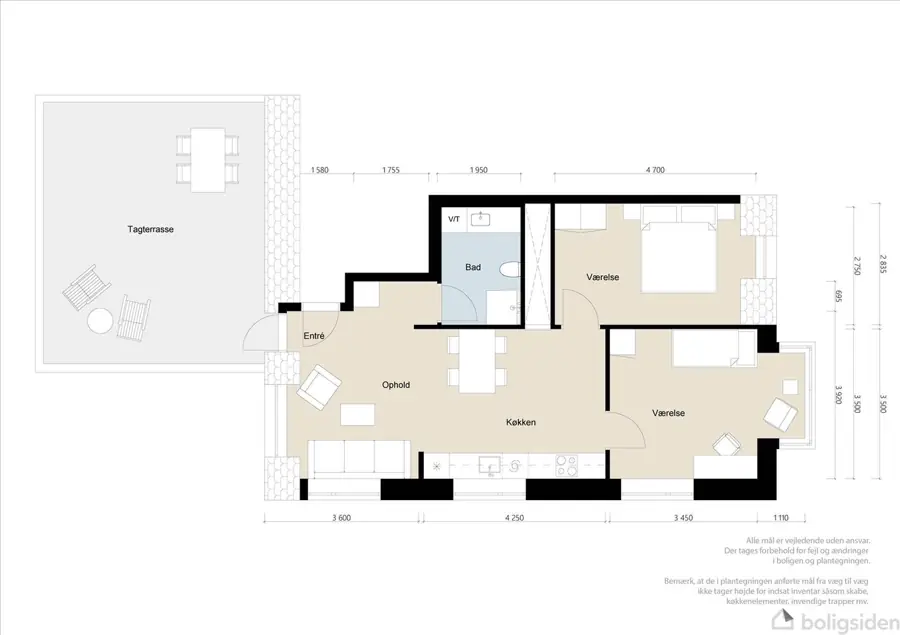 1 580
1 755
1 950
4 700
V/T
Tagterrasse
Bad
Værelse
Entré
Ophold
Køkken
Værelse
2 750
2 835
695
3 920
3 500
3 500
3 600
4 250
3 450
1 110
Alle mål er vejledende uden ansvar.
Der tages forbehold for fejl og ændringer
i boligen og plantegningen.
Bemærk, at de i plantegningen anførte mål fra væg til væg
ikke tager højde for indsat inventar såsom skabe,
køkkenelementer, invendige trapper mv.
boligsiden